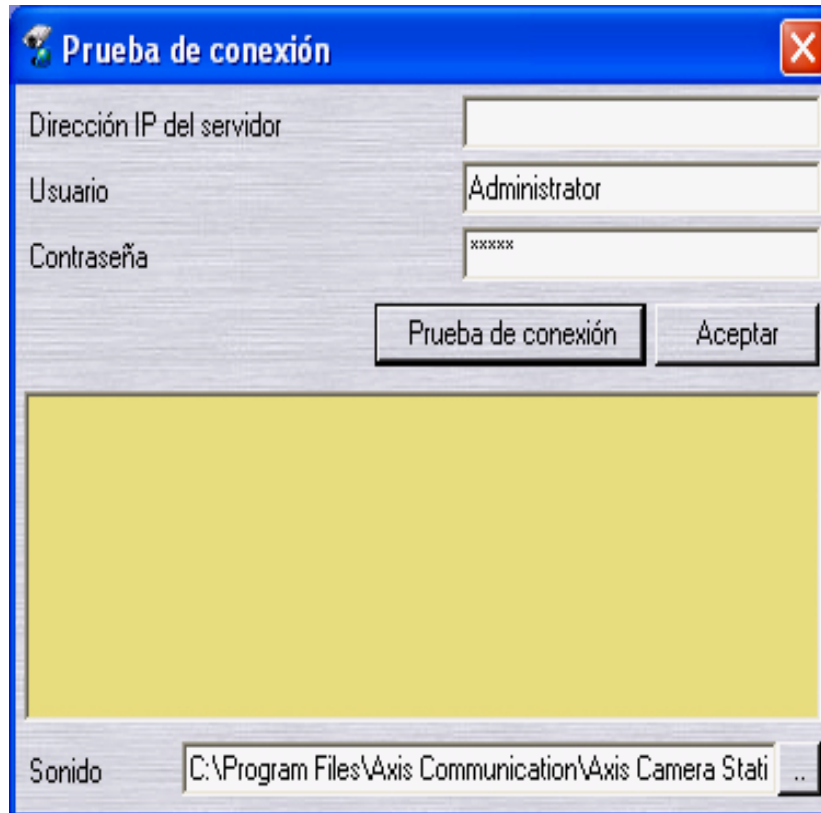 Prueba de conexión
Dirección IP del servidor
Usuario Administrator
Contraseña xxxxx
Prueba de conexión Aceptar
Sonido C:\Program Files\Axis Communication\Axis Camera Stati ..